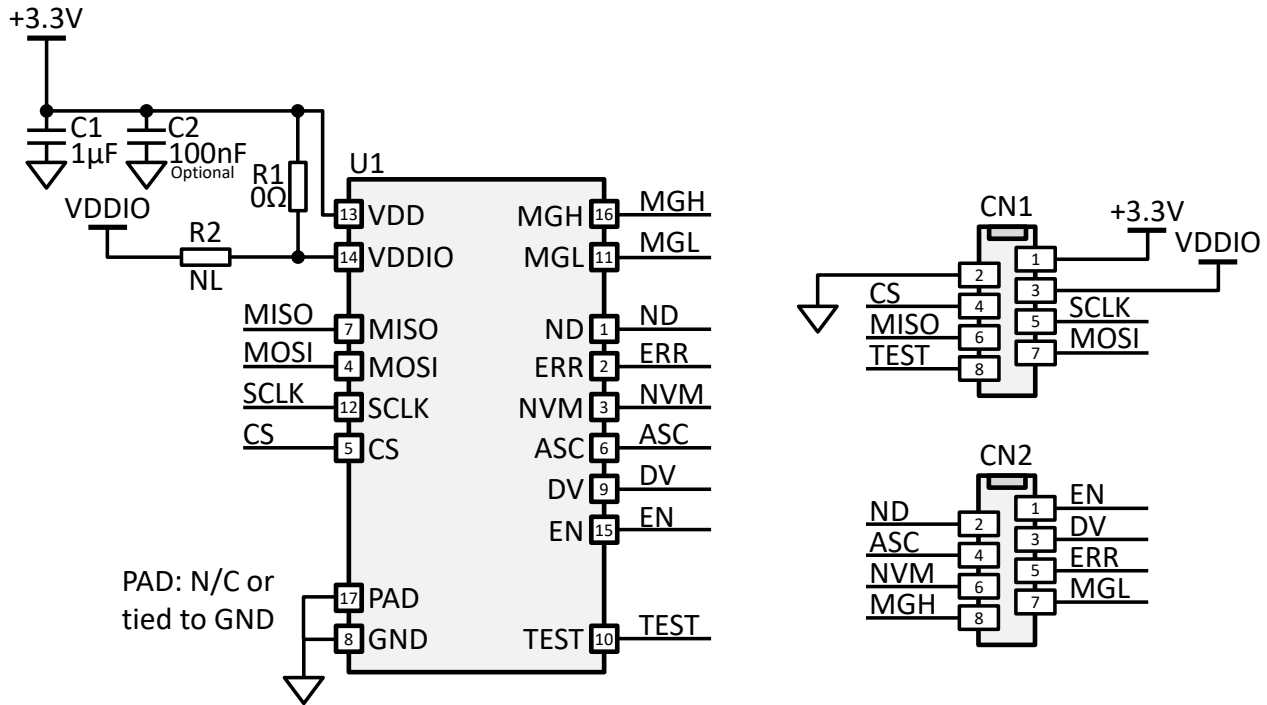 +3.3V
C1
1µF
C2
100nF
Optional
R1
0Ω
VDDIO
R2
NL
U1
13 VDD
14 VDDIO
MISO 7 MISO
MOSI 4 MOSI
SCLK 12 SCLK
CS 5 CS
17 PAD
8 GND
PAD: N/C or
tied to GND
MGH 16 MGH
MGL 11 MGL
ND 1 ND
ERR 2 ERR
NVM 3 NVM
ASC 6 ASC
DV 9 DV
EN 15 EN
TEST 10 TEST
CN1
+3.3V
VDDIO
1
2
3
CS 4
5 SCLK
MISO 6
7 MOSI
TEST 8
CN2
1 EN
ND 2
3 DV
ASC 4
5 ERR
NVM 6
7 MGL
MGH 8